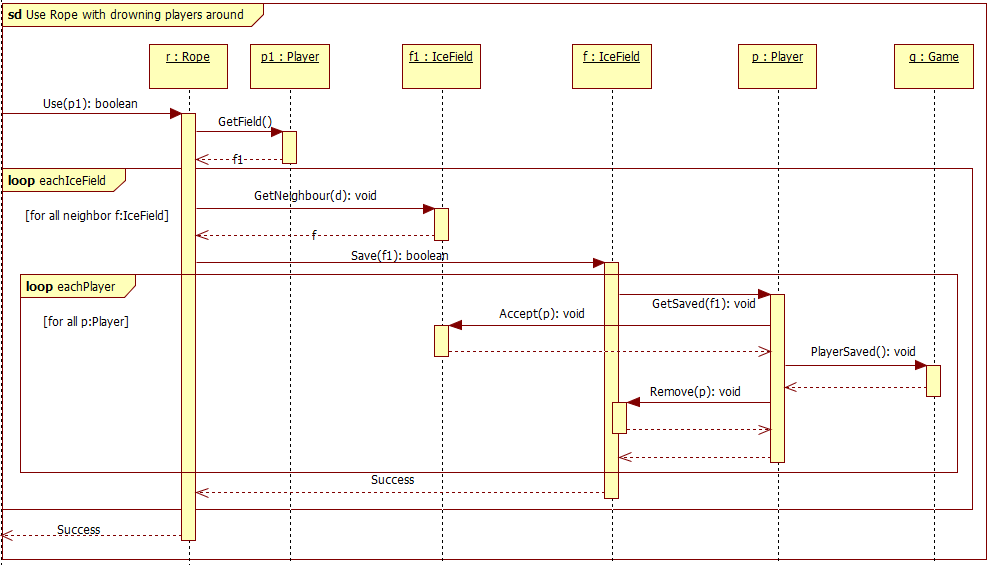 sd Use Rope with drowning players around
r : Rope
p1 : Player
f1 : IceField
f : IceField
p : Player
g : Game
Use(p1): boolean
GetField()
f1
loop eachIceField
[for all neighbor f:IceField]
GetNeighbour(d): void
f
Save(f1): boolean
loop eachPlayer
[for all p:Player]
GetSaved(f1): void
Accept(p): void
PlayerSaved(): void
Remove(p): void
Success
Success